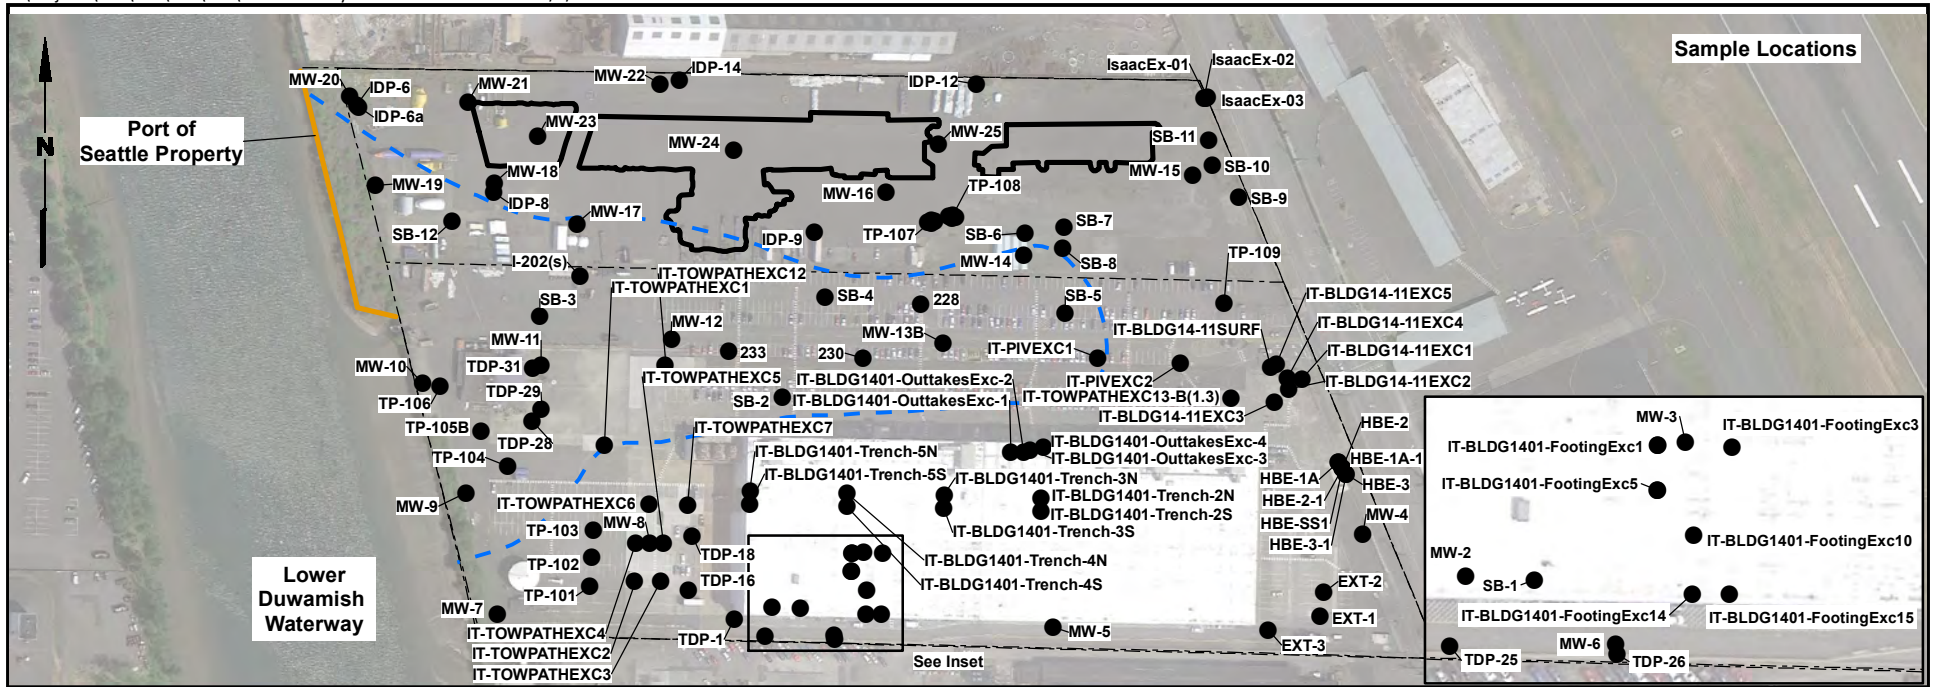 Sample Locations
N
Port of
Seattle Property
Lower
Duwamish
Waterway
See Inset
MW-20
IDP-6
IDP-6a
MW-21
MW-22
IDP-14
IDP-12
IsaacEx-01
IsaacEx-02
IsaacEx-03
MW-23
MW-24
MW-25
SB-11
SB-10
MW-15
SB-9
MW-19
MW-18
IDP-8
MW-16
TP-108
SB-12
MW-17
IDP-9
TP-107
SB-6
SB-7
MW-14
SB-8
TP-109
I-202(s)
IT-TOWPATHEXC12
IT-TOWPATHEXC1
SB-3
SB-4
228
SB-5
IT-BLDG14-11EXC5
IT-BLDG14-11SURF
IT-BLDG14-11EXC4
MW-12
MW-11
MW-13B
233
230
IT-PIVEXC1
IT-BLDG14-11EXC1
MW-10
TDP-31
IT-TOWPATHEXC5
IT-BLDG1401-OuttakesExc-2
IT-PIVEXC2
IT-BLDG14-11EXC2
TP-106
TDP-29
SB-2
IT-BLDG1401-OuttakesExc-1
IT-TOWPATHEXC13-B(1.3)
IT-BLDG14-11EXC3
TP-105B
TDP-28
IT-TOWPATHEXC7
HBE-2
TP-104
IT-BLDG1401-Trench-5N
IT-BLDG1401-OuttakesExc-4
IT-BLDG1401-OuttakesExc-3
HBE-1A-1
IT-BLDG1401-Trench-5S
IT-BLDG1401-Trench-3N
HBE-1A
HBE-3
MW-9
IT-TOWPATHEXC6
IT-BLDG1401-Trench-2N
IT-BLDG1401-Trench-2S
HBE-2-1
MW-4
TP-103
MW-8
IT-BLDG1401-Trench-3S
HBE-SS1
HBE-3-1
TP-102
TDP-18
IT-BLDG1401-Trench-4N
TP-101
TDP-16
IT-BLDG1401-Trench-4S
EXT-2
MW-7
EXT-1
IT-TOWPATHEXC4
TDP-1
MW-5
EXT-3
IT-TOWPATHEXC2
IT-TOWPATHEXC3
MW-3
IT-BLDG1401-FootingExc3
IT-BLDG1401-FootingExc1
IT-BLDG1401-FootingExc5
IT-BLDG1401-FootingExc10
MW-2
SB-1
IT-BLDG1401-FootingExc14
IT-BLDG1401-FootingExc15
MW-6
TDP-25
TDP-26